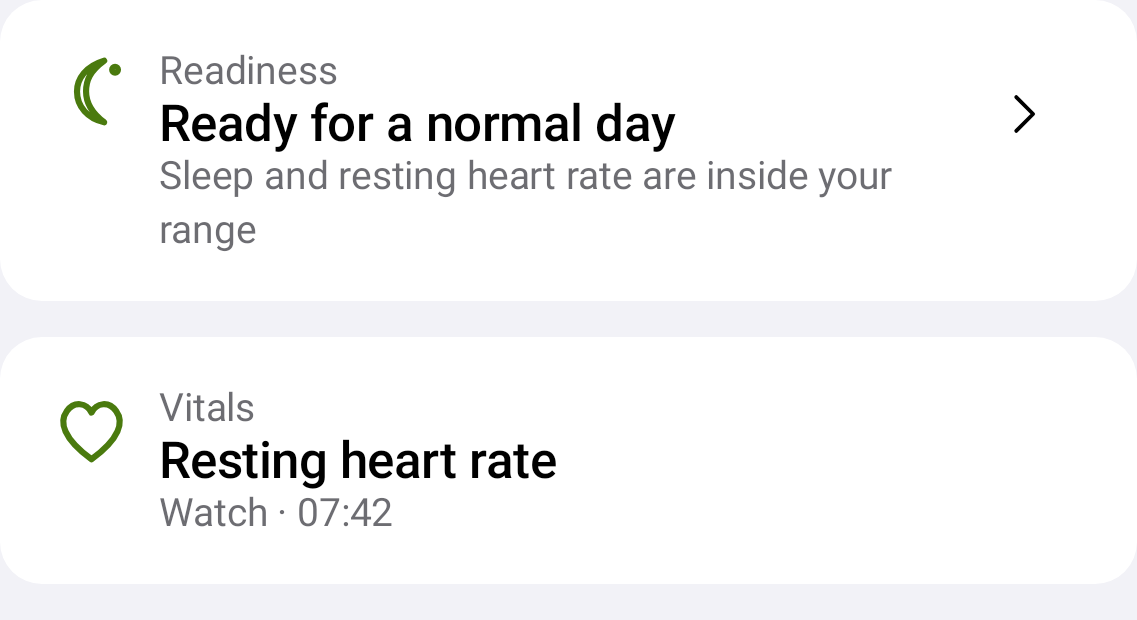 Readiness
Ready for a normal day
Sleep and resting heart rate are inside your
range
Vitals
Resting heart rate
Watch · 07:42